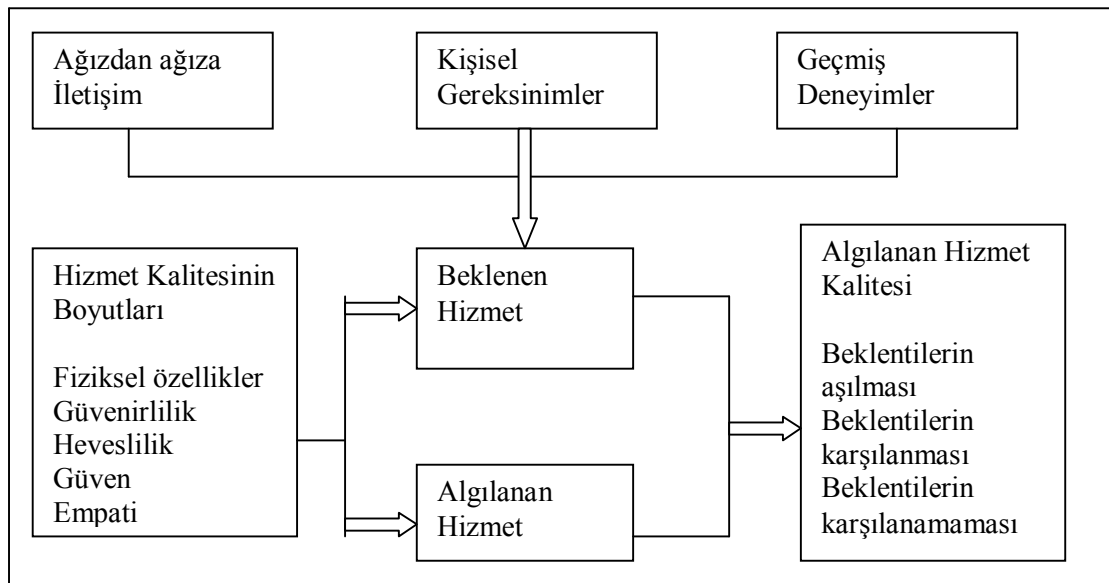 Ağızdan ağıza
İletişim
Kişisel
Gereksinimler
Geçmiş
Deneyimler
Hizmet Kalitesinin
Boyutları
Fiziksel özellikler
Güvenirlilik
Heveslilik
Güven
Empati
Beklenen
Hizmet
Algılanan
Hizmet
Algılanan Hizmet
Kalitesi
Beklentilerin
aşılması
Beklentilerin
karşılanması
Beklentilerin
karşılanamaması